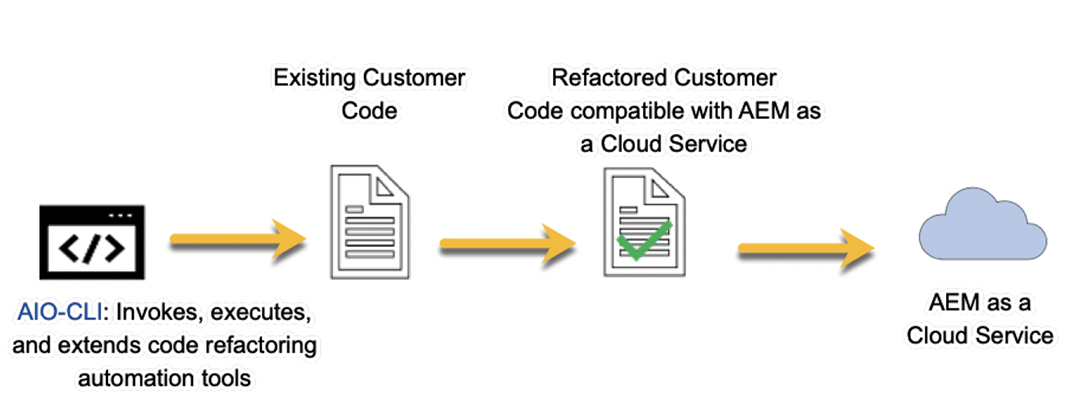 Existing Customer
Code
Refactored Customer
Code compatible with AEM as
a Cloud Service
</>
AIO-CLI: Invokes, executes,
and extends code refactoring
automation tools
AEM as a
Cloud Service